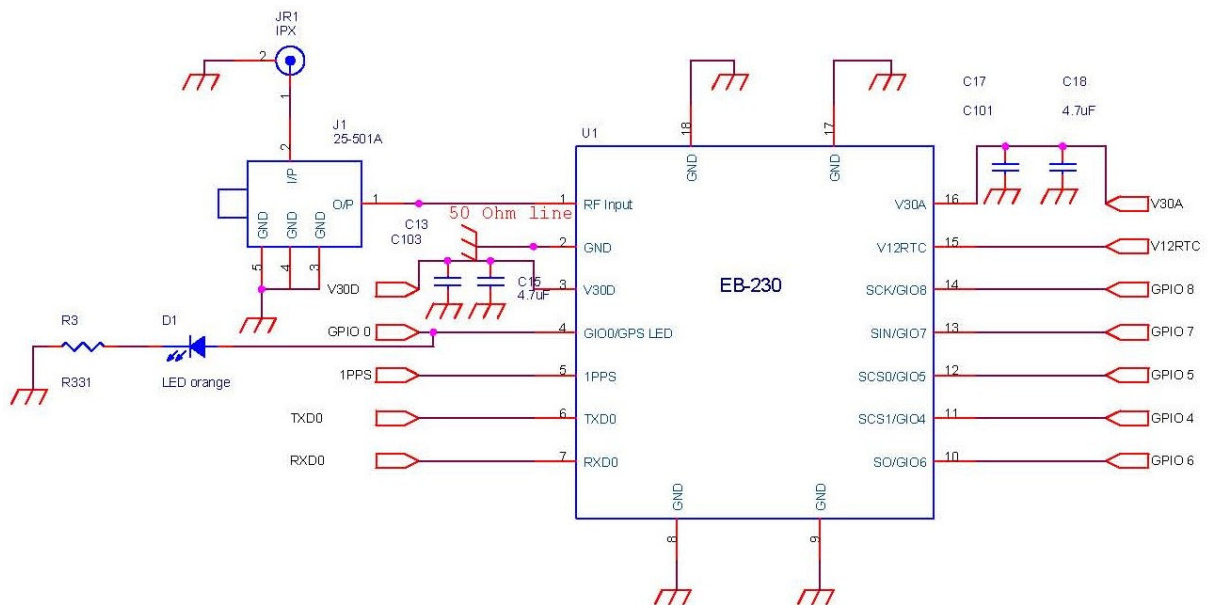 JR1
IPX
2
1
J1
25-501A
2
I/P
O/P
1
GND
GND
GND
5
4
3
U1
18
GND
17
GND
C17
C18
C101
4.7uF
50 Ohm line
C13
C103
C15
4.7uF
V30D
GPIO 0
1PPS
TXD0
RXD0
R3
R331
D1
LED orange
1
RF Input
2
GND
3
V30D
4
GIO0/GPS LED
5
1PPS
6
TXD0
7
RXD0
EB-230
V30A
16
V30A
V12RTC
15
V12RTC
SCK/GIO8
14
GPIO 8
SIN/GIO7
13
GPIO 7
SCS0/GIO5
12
GPIO 5
SCS1/GIO4
11
GPIO 4
SO/GIO6
10
GPIO 6
GND
8
GND
9